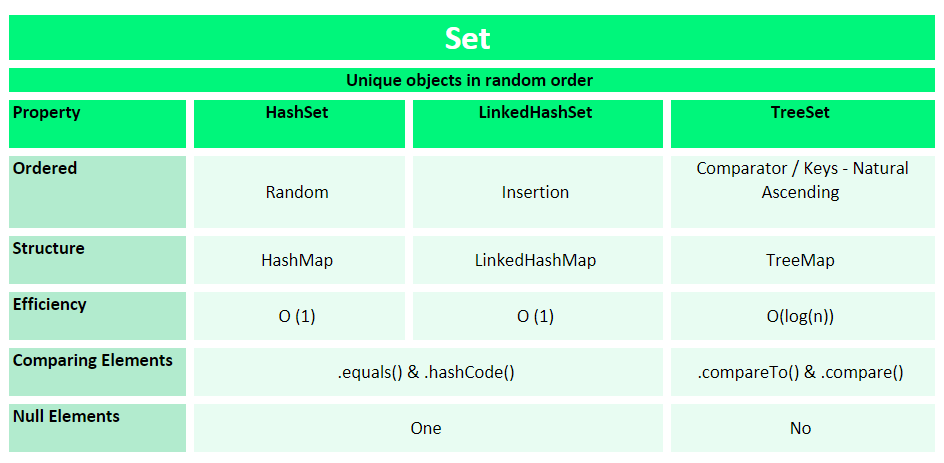 Set
Unique objects in random order
Property HashSet LinkedHashSet TreeSet
Ordered Random Insertion Comparator / Keys - Natural
Ascending
Structure HashMap LinkedHashMap TreeMap
Efficiency O (1) O (1) O(log(n))
Comparing Elements .equals() & .hashCode() .compareTo() & .compare()
Null Elements One No